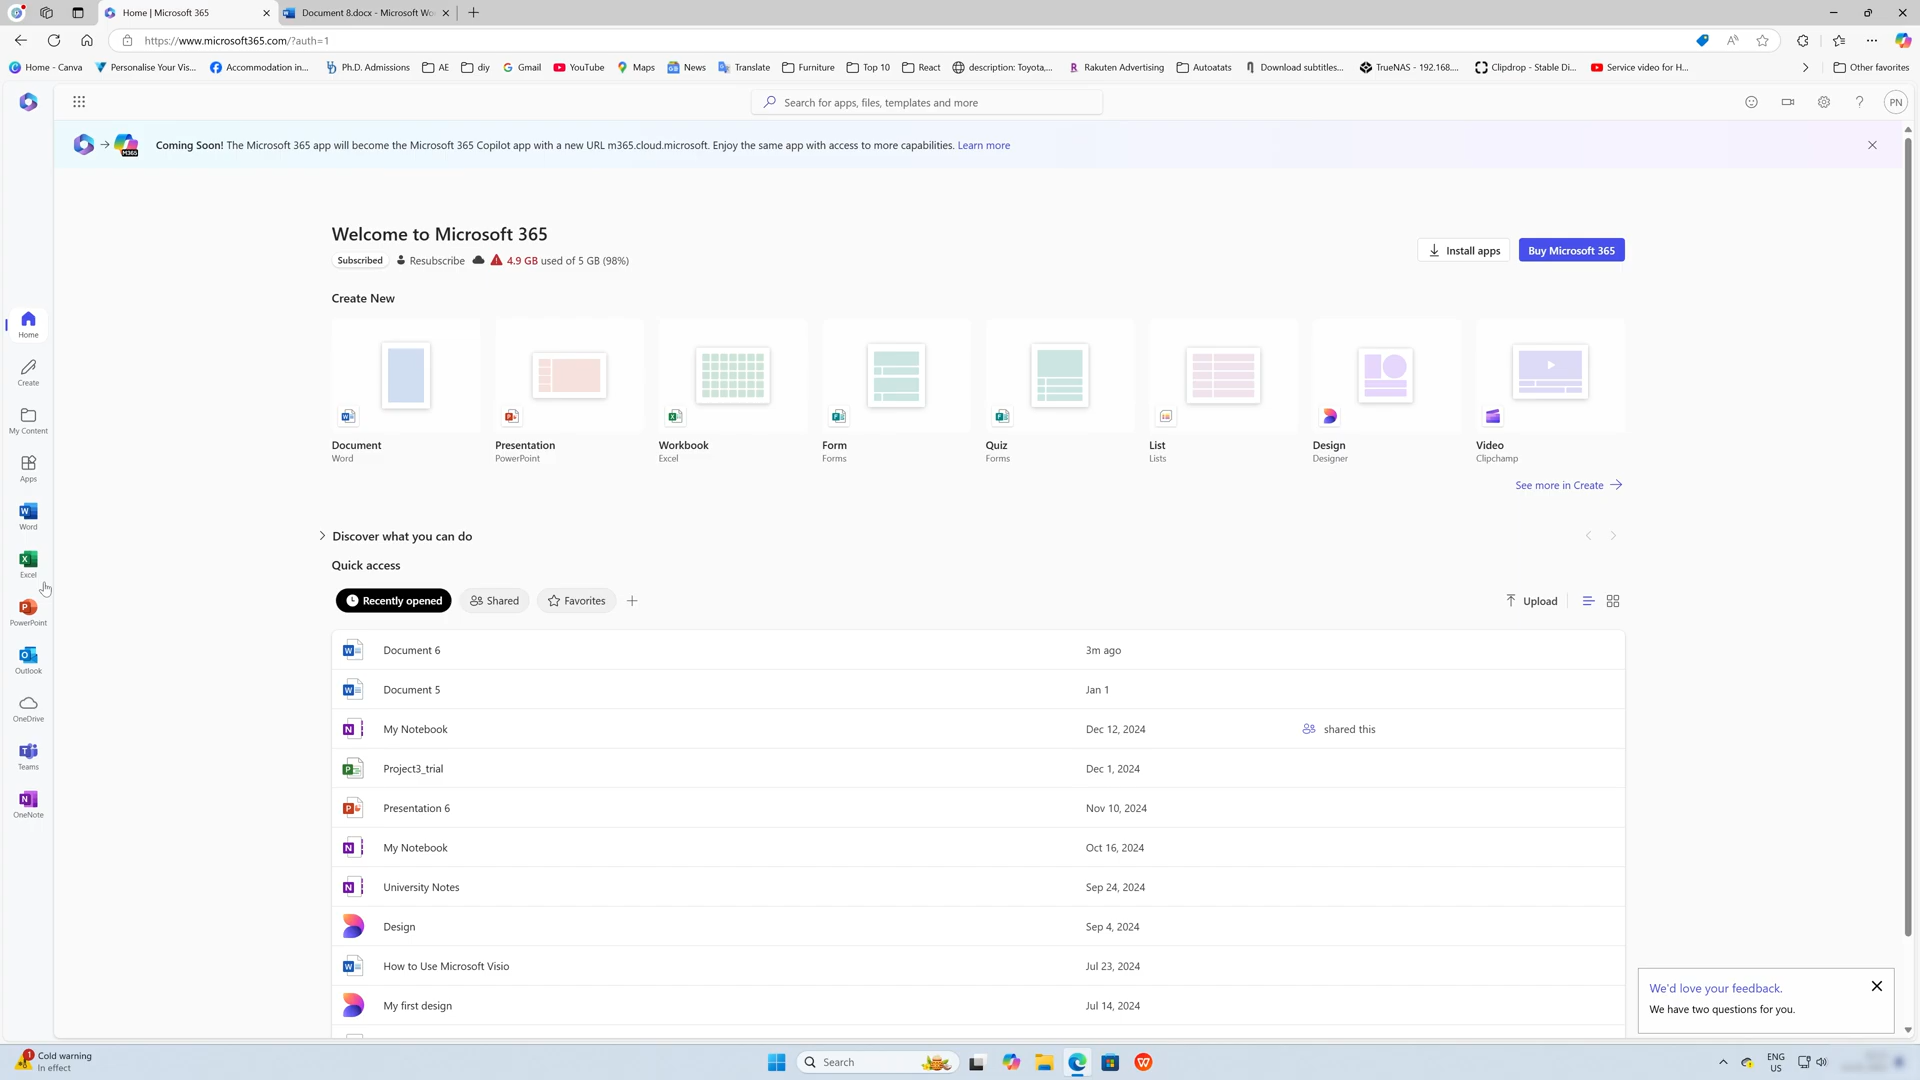 Home | Microsoft 365
Document 8.docx - Microsoft Wo
https://www.microsoft365.com/?auth=1
Home - Canva
Personalise Your Vis...
Accommodation in...
Ph.D. Admissions
AE
diy
Gmail
YouTube
Maps
News
Translate
Furniture
Top 10
React
description: Toyota,...
Rakuten Advertising
Autoatats
Download subtitles...
TrueNAS - 192.168....
Clipdrop - Stable Di...
Service video for H...
Other favorites
Search for apps, files, templates and more
PN
Coming Soon! The Microsoft 365 app will become the Microsoft 365 Copilot app with a new URL m365.cloud.microsoft. Enjoy the same app with access to more capabilities. Learn more
M365
Welcome to Microsoft 365
Subscribed
Resubscribe
4.9 GB used of 5 GB (98%)
Install apps
Buy Microsoft 365
Create New
Document
Word
Presentation
PowerPoint
Workbook
Excel
Form
Forms
Quiz
Forms
List
Lists
Design
Designer
Video
Clipchamp
See more in Create
Home
Create
My Content
Apps
Word
Excel
PowerPoint
Outlook
OneDrive
Teams
OneNote
Discover what you can do
Quick access
Recently opened
Shared
Favorites
Upload
Document 6 3m ago
Document 5 Jan 1
My Notebook Dec 12, 2024 shared this
Project3_trial Dec 1, 2024
Presentation 6 Nov 10, 2024
My Notebook Oct 16, 2024
University Notes Sep 24, 2024
Design Sep 4, 2024
How to Use Microsoft Visio Jul 23, 2024
My first design Jul 14, 2024
We'd love your feedback.
We have two questions for you.
1
Cold warning
In effect
Search
ENG
US